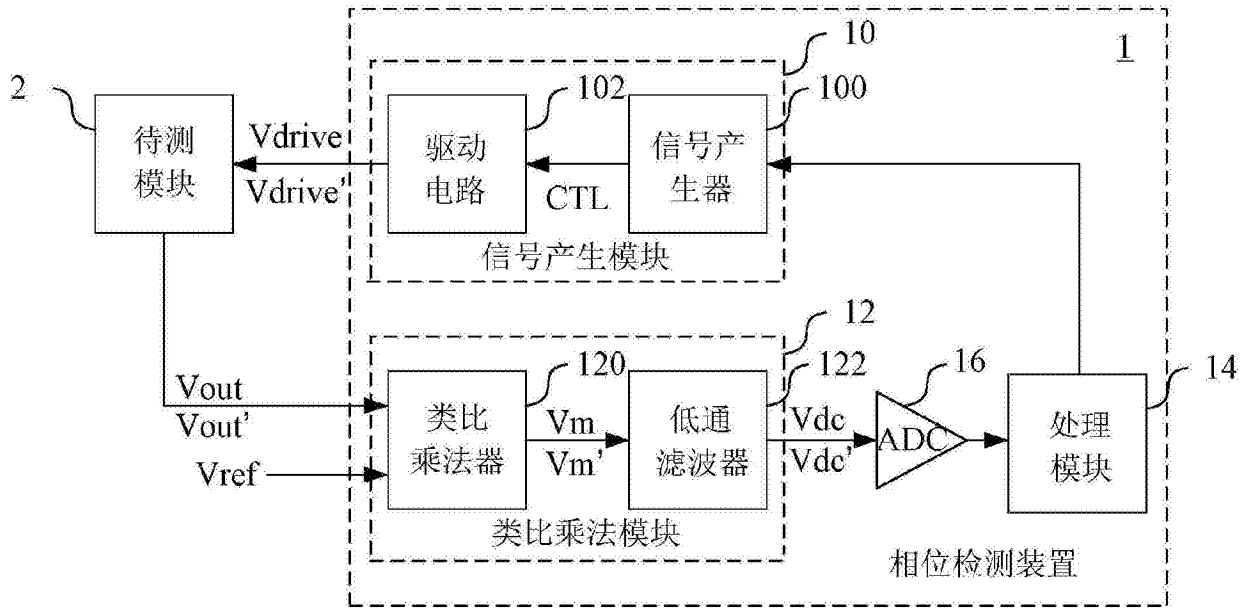 10
1
2
102
100
待测
模块
Vdrive
Vdrive’
驱动
电路
CTL
信号产
生器
信号产生模块
12
120
122
16
14
Vout
Vout’
Vref
类比
乘法器
Vm
Vm’
低通
滤波器
Vdc
Vdc’
ADC
处理
模块
类比乘法模块
相位检测装置